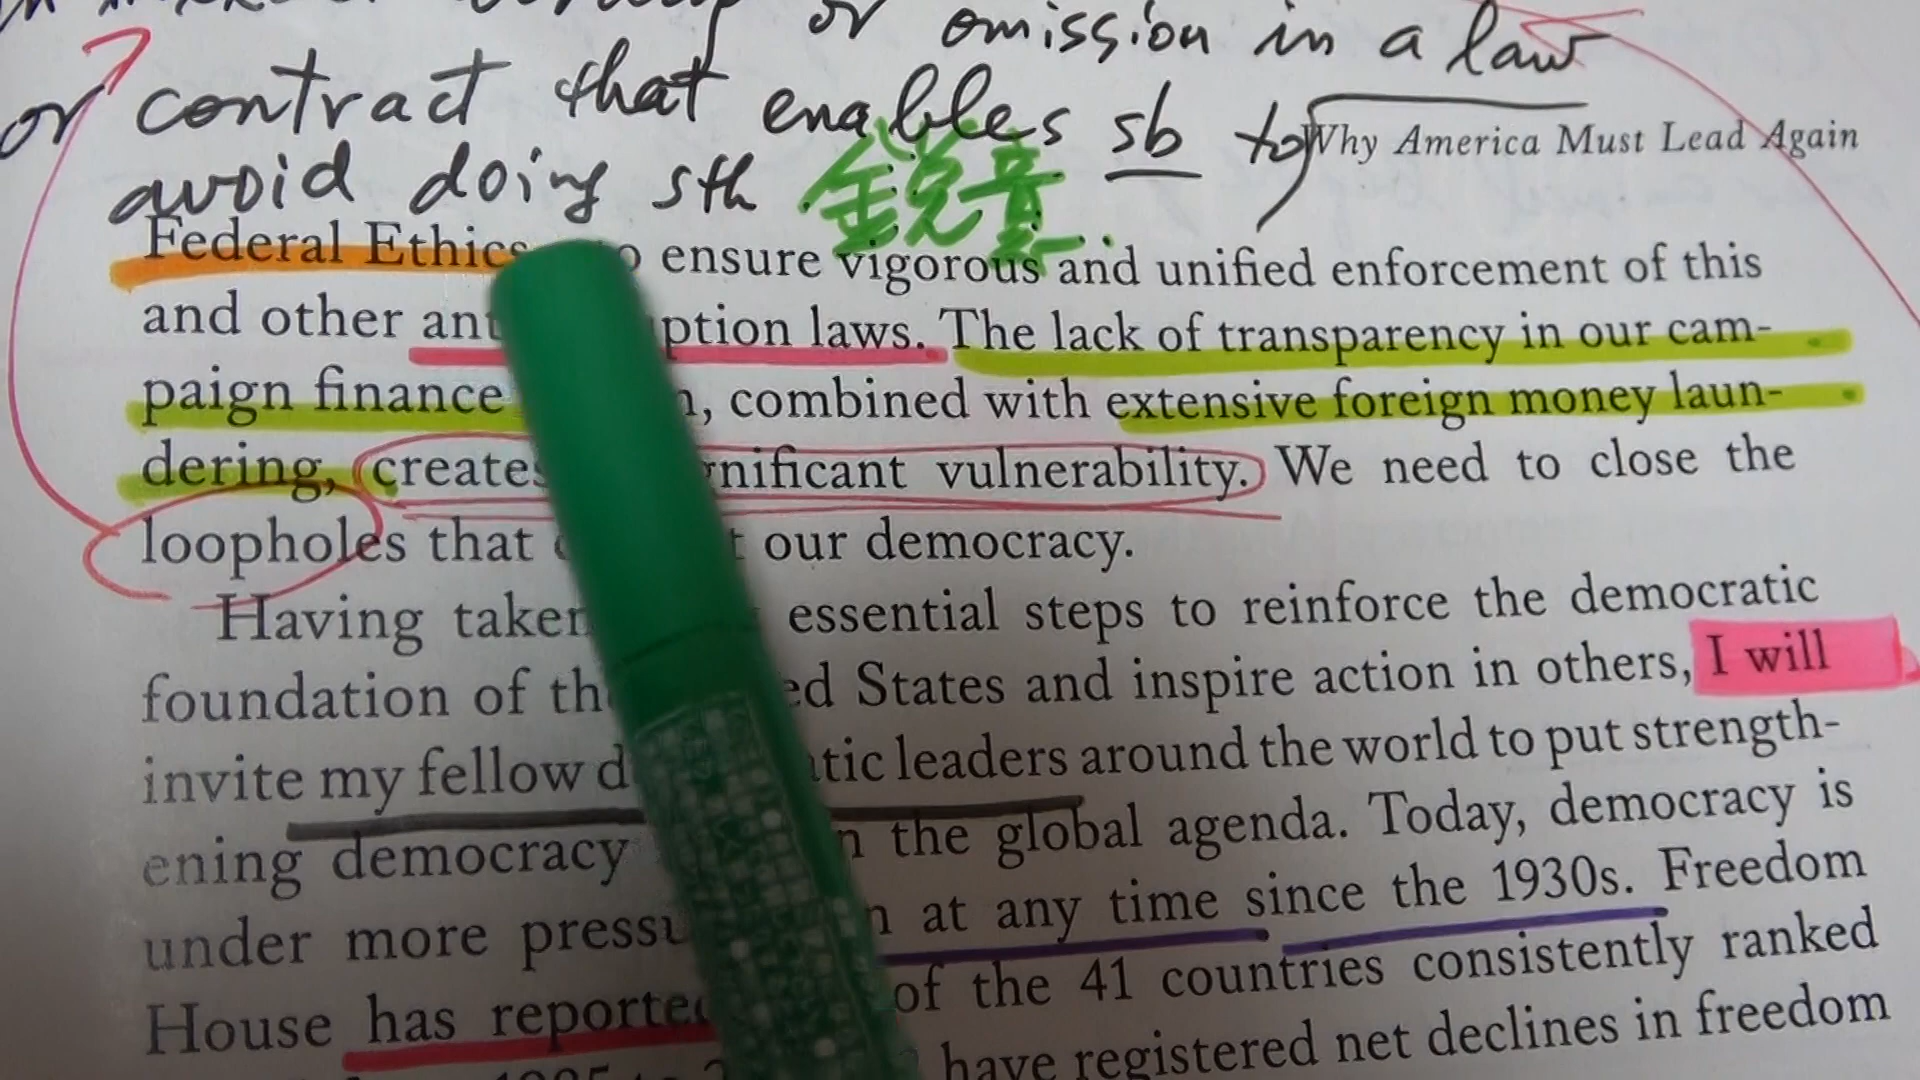 or omission in a law
or contract that enables sb to
avoid doing sth
Why America Must Lead Again
Federal Ethics to ensure vigorous and unified enforcement of this
and other ant ption laws. The lack of transparency in our cam-
paign finance , combined with extensive foreign money laun-
dering, creates nificant vulnerability. We need to close the
loopholes that our democracy.
Having taken essential steps to reinforce the democratic
foundation of th ed States and inspire action in others, I will
invite my fellow d atic leaders around the world to put strength-
ening democracy the global agenda. Today, democracy is
under more pressu n at any time since the 1930s. Freedom
House has reported of the 41 countries consistently ranked
have registered net declines in freedom